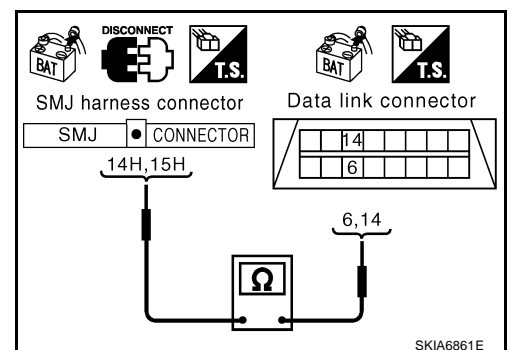 DISCONNECT
BAT
T.S.
BAT
T.S.
SMJ harness connector
Data link connector
SMJ CONNECTOR
14
6
14H,15H
6,14
Ω
SKIA6861E